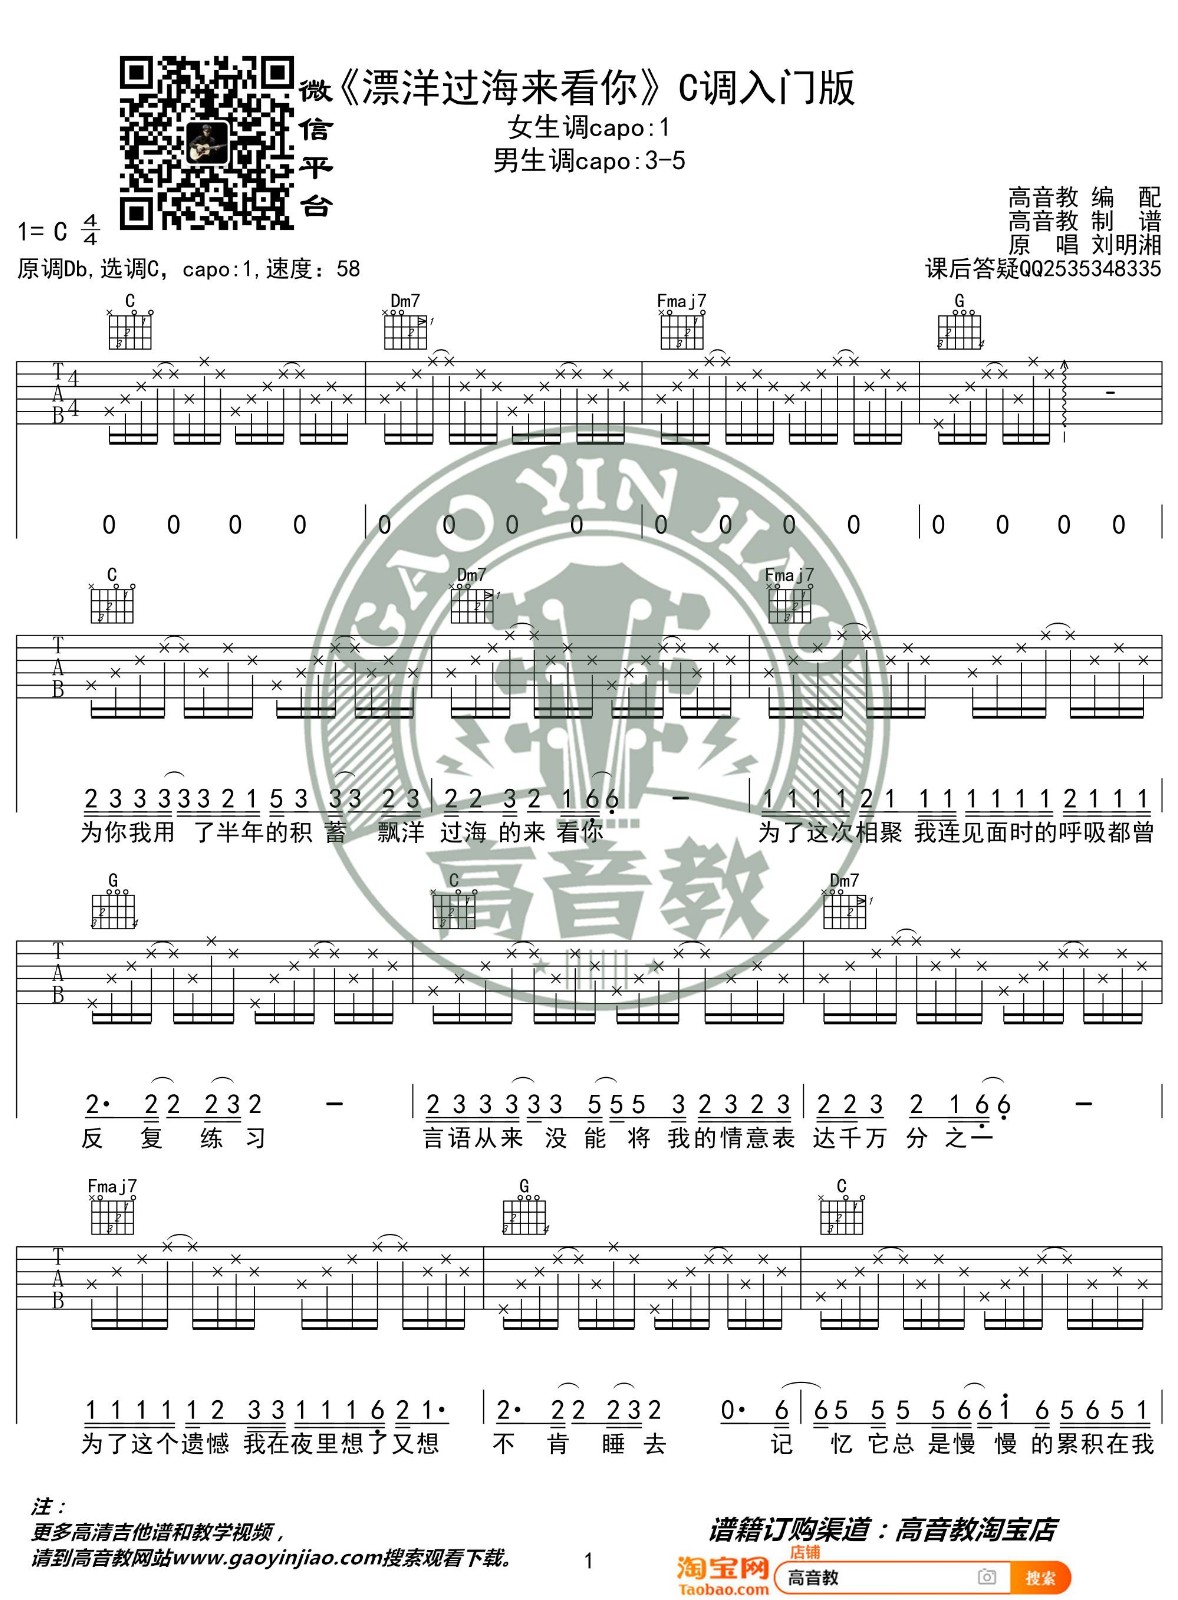 微信平台
《漂洋过海来看你》C调入门版
女生调capo:1
男生调capo:3-5
高音教 编 配
高音教 制 谱
原 唱 刘明湘
课后答疑QQ2535348335
1= C 4/4
原调Db,选调C, capo:1,速度: 58
C Dm7 Fmaj7 G
T A B 4 4
0 0 0 0 0 0 0 0 0 0 0 0 0 0 0 0
C Dm7 Fmaj7
T A B
2 3 3 3 3 3 2 1 5 3 3 3 2 3 2 2 3 2 1 6 6 - 1 1 1 1 2 1 1 1 1 1 1 1 2 1 1 1
为你我用 了半年的积 蓄 飘洋 过海 的来 看你 为了这次相聚 我连见面时的呼吸都曾
G C Dm7
T A B
2· 2 2 2 3 2 - 2 3 3 3 3 3 5 5 5 3 2 3 2 3 2 2 3 2 1 6 6 -
反 复 练 习 言语从来 没 能 将 我的情意表 达千万 分 之一
Fmaj7 G C
T A B
1 1 1 1 1 2 3 3 1 1 1 6 2 1· 2· 2 2 2 3 2 0· 6 6 5 5 5 5 6 6 1 6 5 6 5 1
为了这个遗憾 我在夜里想了又想 不 肯 睡 去 记 忆它总 是慢 慢 的累积在我
GAO YIN JIAO
高音教
注:
更多高清吉他谱和教学视频,
请到高音教网站www.gaoyinjiao.com搜索观看下载。
1
谱籍订购渠道:高音教淘宝店
淘宝网
Taobao.com
店铺
高音教
搜索